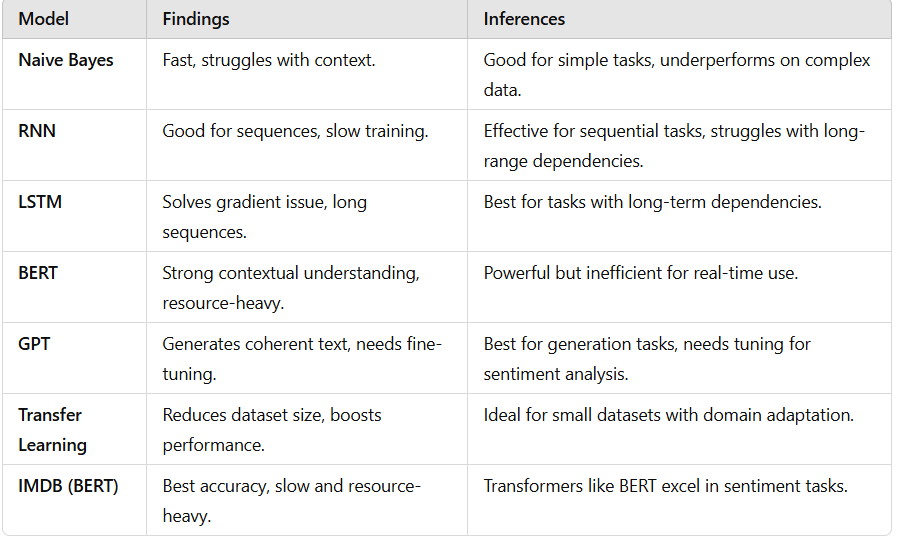 Model Findings Inferences
Naive Bayes Fast, struggles with context. Good for simple tasks, underperforms on complex
data.
RNN Good for sequences, slow training. Effective for sequential tasks, struggles with long-
range dependencies.
LSTM Solves gradient issue, long Best for tasks with long-term dependencies.
sequences.
BERT Strong contextual understanding, Powerful but inefficient for real-time use.
resource-heavy.
GPT Generates coherent text, needs fine- Best for generation tasks, needs tuning for
tuning. sentiment analysis.
Transfer Reduces dataset size, boosts Ideal for small datasets with domain adaptation.
Learning performance.
IMDB (BERT) Best accuracy, slow and resource- Transformers like BERT excel in sentiment tasks.
heavy.